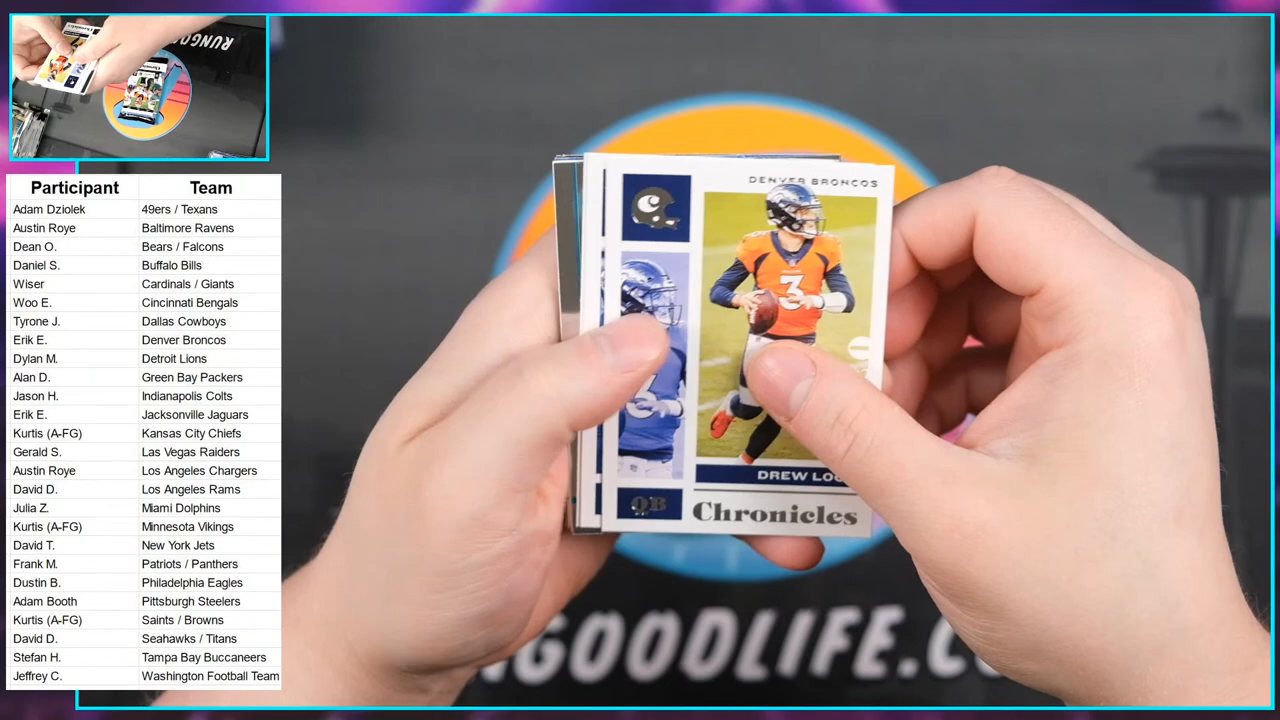 RUNGOODLIFE
Participant Team
Adam Dziolek 49ers / Texans
Austin Roye Baltimore Ravens
Dean O. Bears / Falcons
Daniel S. Buffalo Bills
Wiser Cardinals / Giants
Woo E. Cincinnati Bengals
Tyrone J. Dallas Cowboys
Erik E. Denver Broncos
Dylan M. Detroit Lions
Alan D. Green Bay Packers
Jason H. Indianapolis Colts
Erik E. Jacksonville Jaguars
Kurtis (A-FG) Kansas City Chiefs
Gerald S. Las Vegas Raiders
Austin Roye Los Angeles Chargers
David D. Los Angeles Rams
Julia Z. Miami Dolphins
Kurtis (A-FG) Minnesota Vikings
David T. New York Jets
Frank M. Patriots / Panthers
Dustin B. Philadelphia Eagles
Adam Booth Pittsburgh Steelers
Kurtis (A-FG) Saints / Browns
David D. Seahawks / Titans
Stefan H. Tampa Bay Buccaneers
Jeffrey C. Washington Football Team
DENVER BRONCOS
3
DREW LOC
QB Chronicles
NGOODLIFE.C